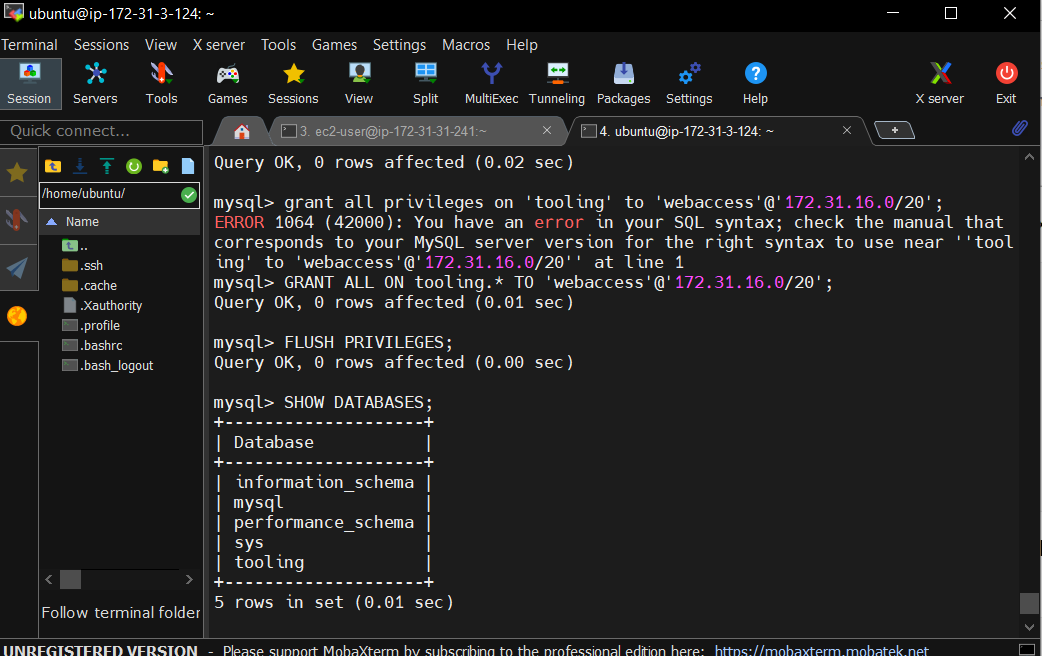 ubuntu@ip-172-31-3-124: ~
Terminal Sessions View X server Tools Games Settings Macros Help
Session Servers Tools Games Sessions View Split MultiExec Tunneling Packages Settings Help X server Exit
Quick connect... 3. ec2-user@ip-172-31-31-241:~ 4. ubuntu@ip-172-31-3-124: ~
/home/ubuntu/
Name
..
.ssh
.cache
.Xauthority
.profile
.bashrc
.bash_logout
Follow terminal folder
Query OK, 0 rows affected (0.02 sec)
mysql> grant all privileges on 'tooling' to 'webaccess'@'172.31.16.0/20';
ERROR 1064 (42000): You have an error in your SQL syntax; check the manual that
corresponds to your MySQL server version for the right syntax to use near ''tool
ing' to 'webaccess'@'172.31.16.0/20'' at line 1
mysql> GRANT ALL ON tooling.* TO 'webaccess'@'172.31.16.0/20';
Query OK, 0 rows affected (0.01 sec)
mysql> FLUSH PRIVILEGES;
Query OK, 0 rows affected (0.00 sec)
mysql> SHOW DATABASES;
+--------------------+
| Database           |
+--------------------+
| information_schema |
| mysql              |
| performance_schema |
| sys                |
| tooling            |
+--------------------+
5 rows in set (0.01 sec)
UNREGISTERED VERSION - Please support MobaXterm by subscribing to the professional edition here: https://mobaxterm.mobatek.net